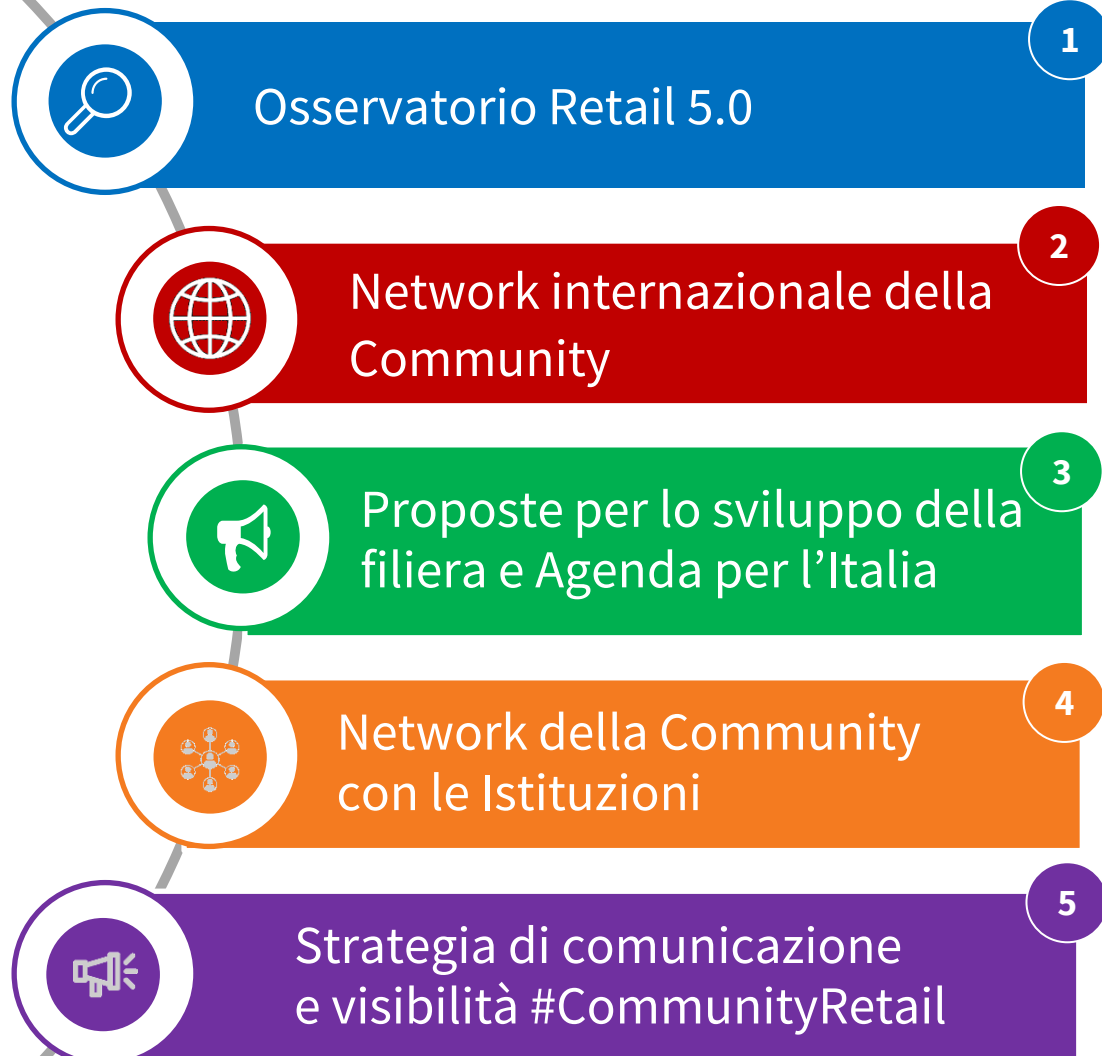 1
Osservatorio Retail 5.0
2
Network internazionale della
Community
3
Proposte per lo sviluppo della
filiera e Agenda per l’Italia
4
Network della Community
con le Istituzioni
5
Strategia di comunicazione
e visibilità #CommunityRetail